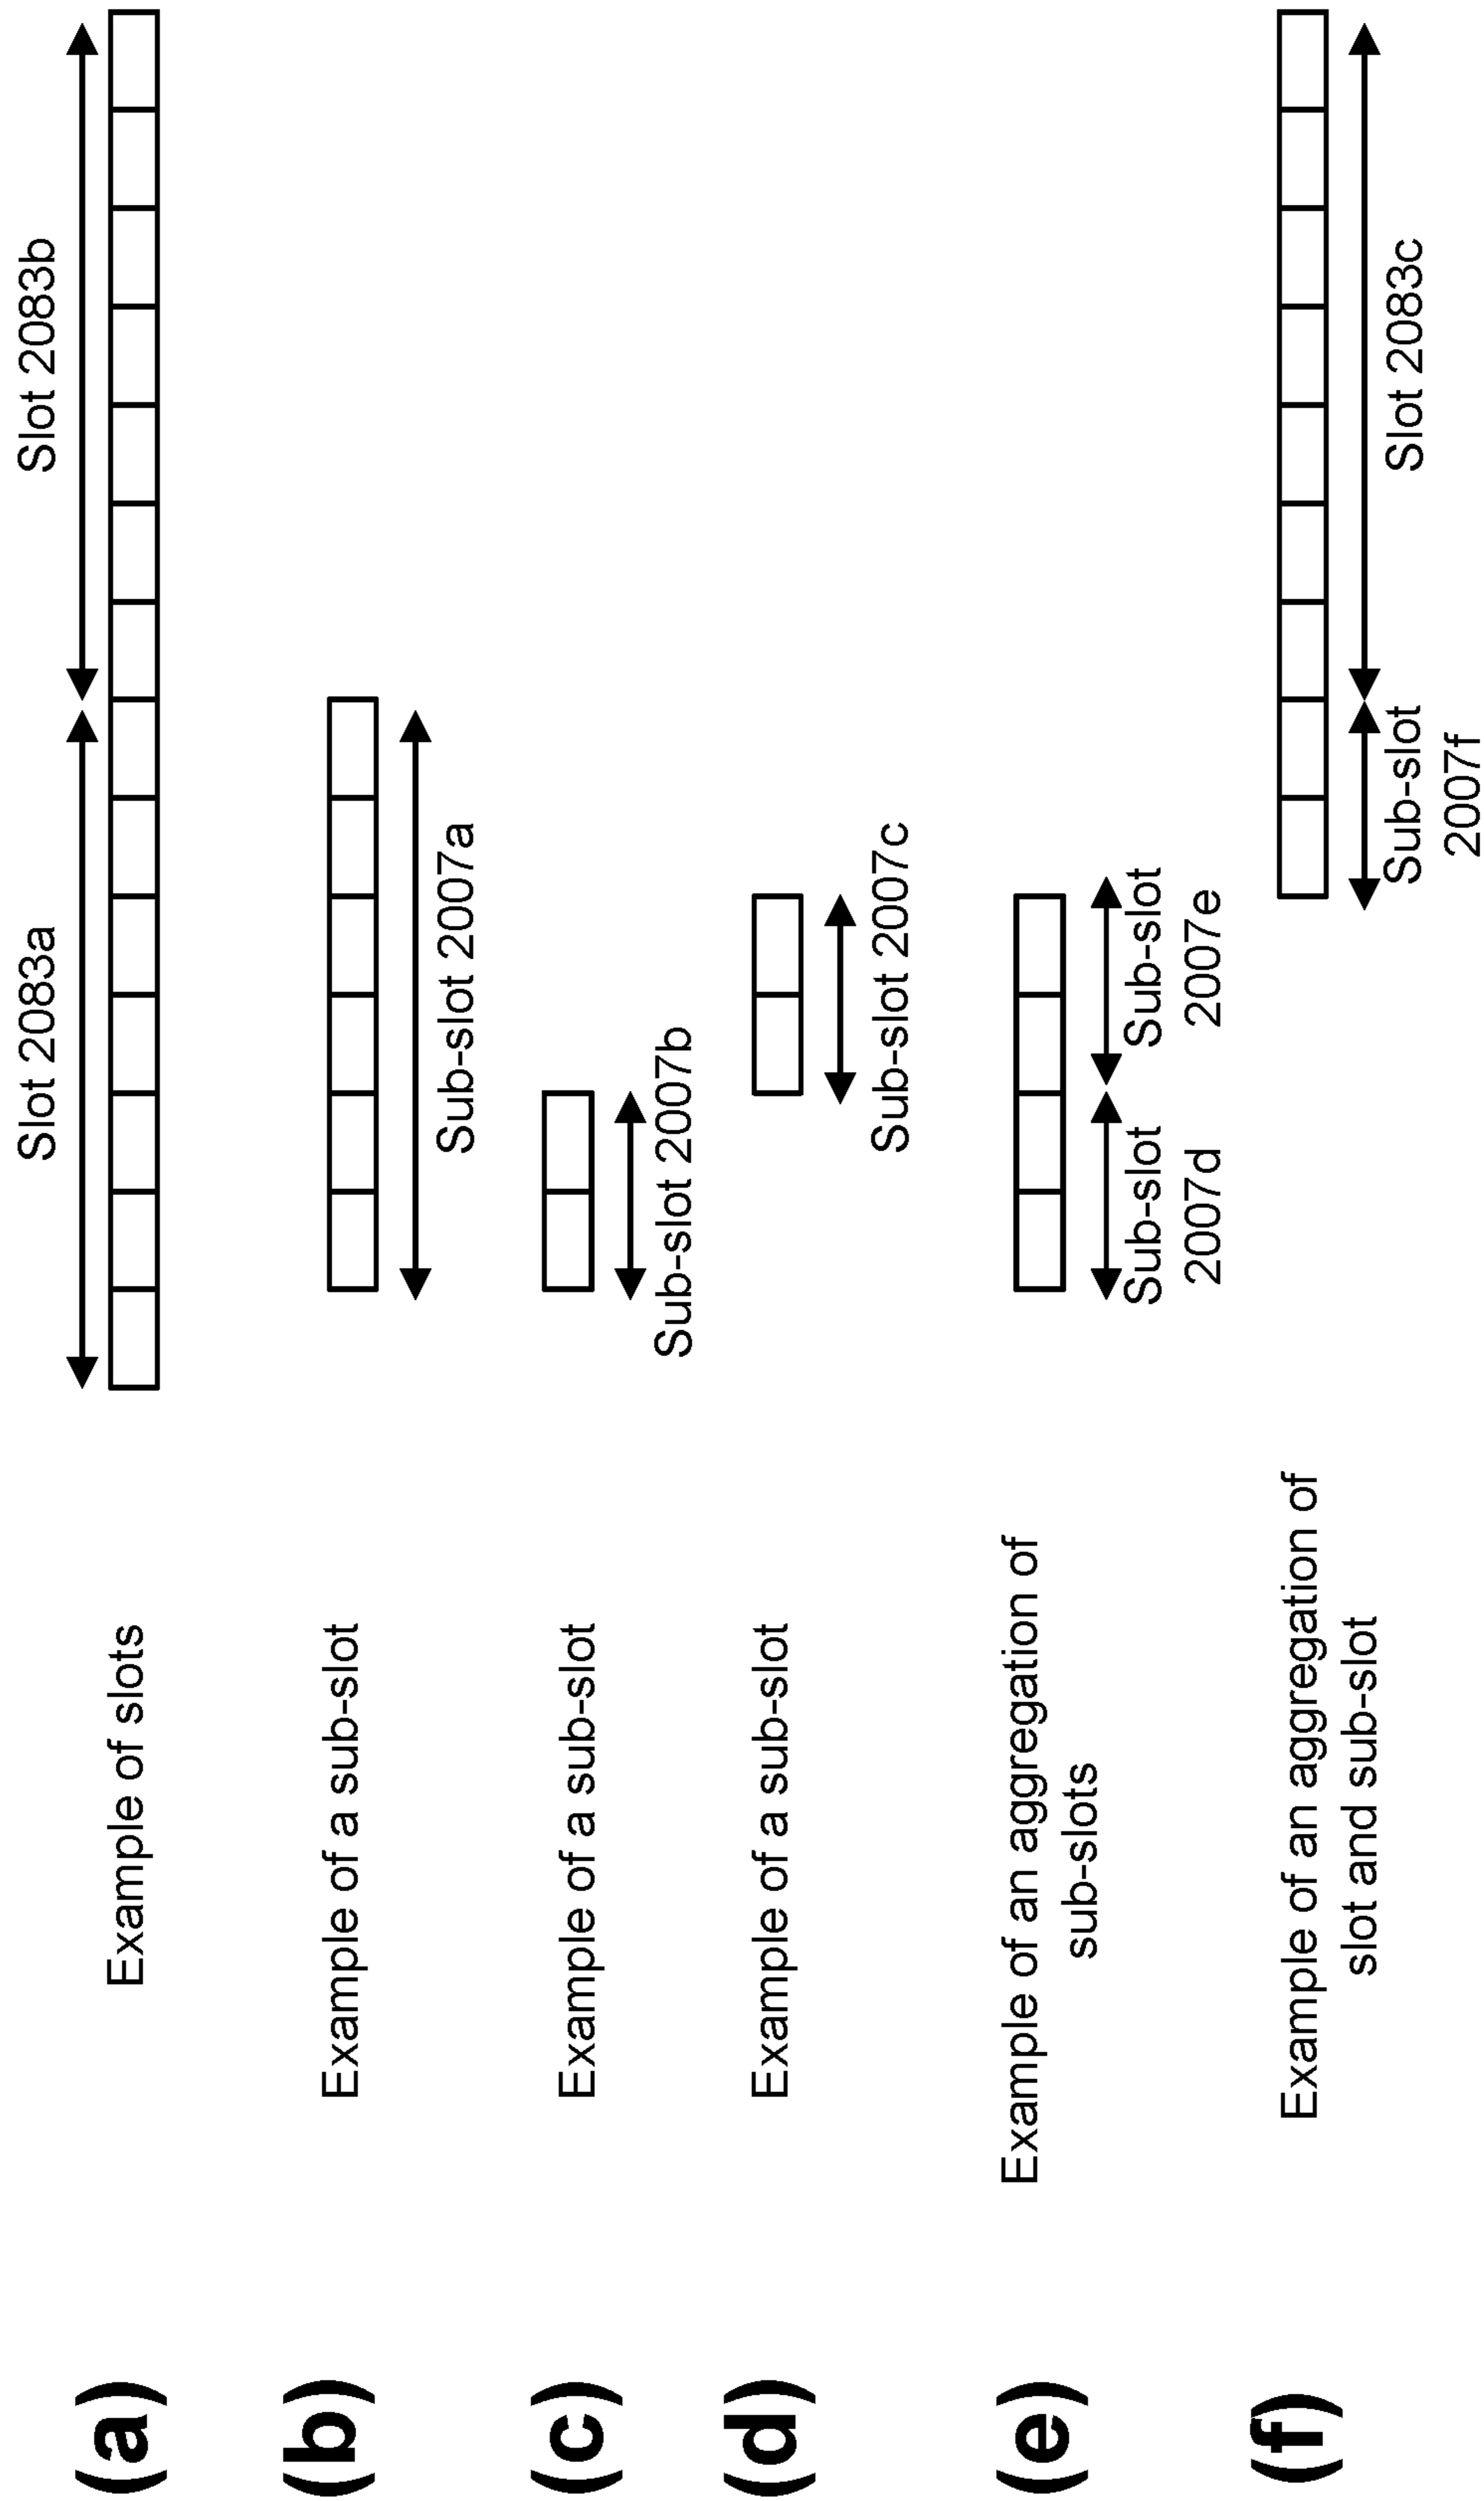 (a)
Example of slots
Slot 2083a
Slot 2083b
(b)
Example of a sub-slot
Sub-slot 2007a
(c)
Example of a sub-slot
Sub-slot 2007b
(d)
Example of a sub-slot
Sub-slot 2007c
(e)
Example of an aggregation of
sub-slots
Sub-slot
2007d
Sub-slot
2007e
(f)
Example of an aggregation of
slot and sub-slot
Sub-slot
2007f
Slot 2083c